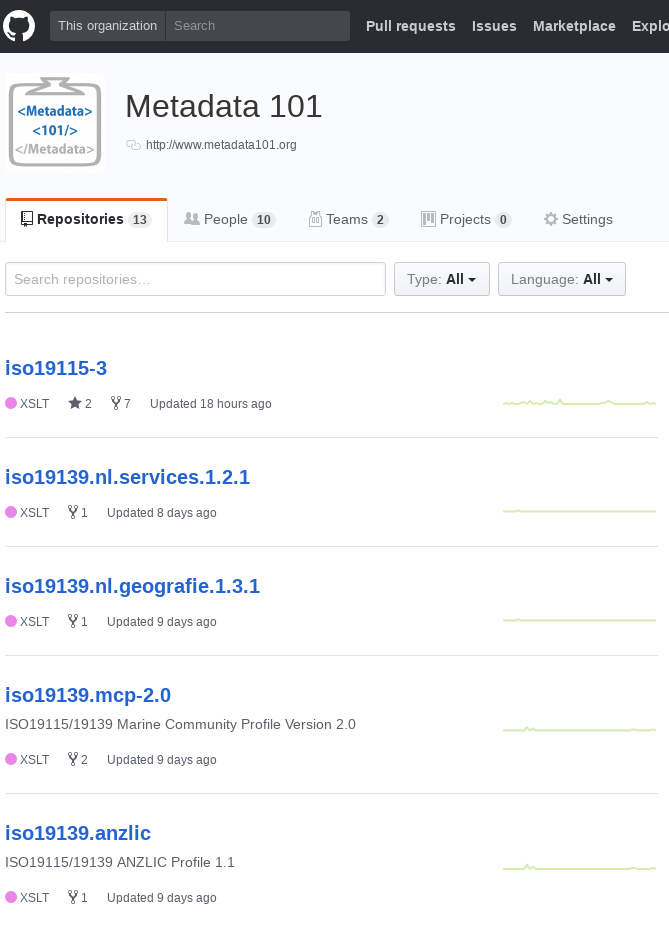 This organization Search Pull requests Issues Marketplace Explo
<Metadata>
<101/>
</Metadata>
Metadata 101
http://www.metadata101.org
Repositories 13 People 10 Teams 2 Projects 0 Settings
Search repositories… Type: All Language: All
iso19115-3
XSLT 2 7 Updated 18 hours ago
iso19139.nl.services.1.2.1
XSLT 1 Updated 8 days ago
iso19139.nl.geografie.1.3.1
XSLT 1 Updated 9 days ago
iso19139.mcp-2.0
ISO19115/19139 Marine Community Profile Version 2.0
XSLT 2 Updated 9 days ago
iso19139.anzlic
ISO19115/19139 ANZLIC Profile 1.1
XSLT 1 Updated 9 days ago